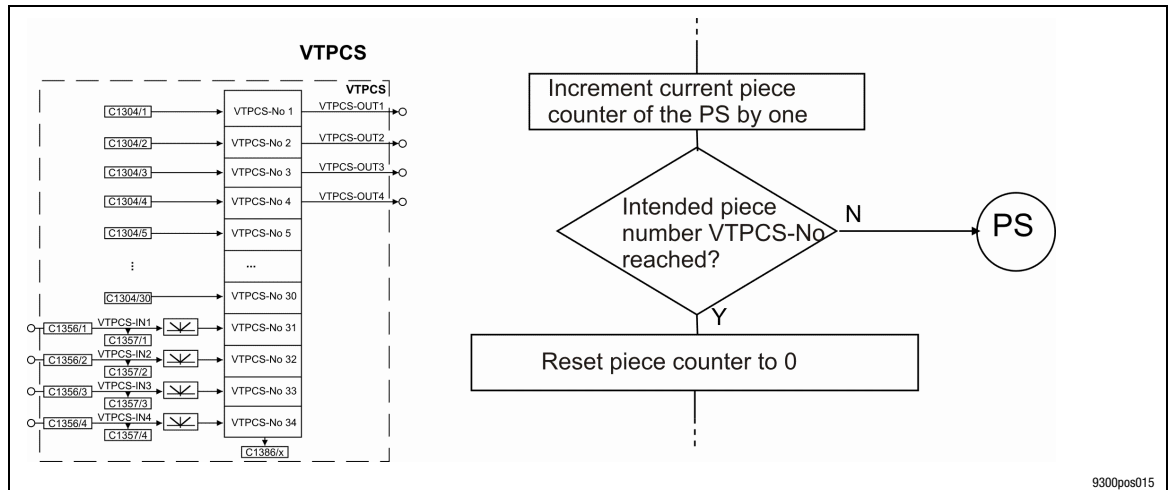 VTPCS
VTPCS
C1304/1 VTPCS-No 1 VTPCS-OUT1
C1304/2 VTPCS-No 2 VTPCS-OUT2
C1304/3 VTPCS-No 3 VTPCS-OUT3
C1304/4 VTPCS-No 4 VTPCS-OUT4
C1304/5 VTPCS-No 5
...
C1304/30 VTPCS-No 30
C1356/1 VTPCS-IN1 VTPCS-No 31
C1357/1
C1356/2 VTPCS-IN2 VTPCS-No 32
C1357/2
C1356/3 VTPCS-IN3 VTPCS-No 33
C1357/3
C1356/4 VTPCS-IN4 VTPCS-No 34
C1357/4
C1386/x
Increment current piece
counter of the PS by one
Intended piece
number VTPCS-No
reached?
N
PS
Y
Reset piece counter to 0
9300pos015